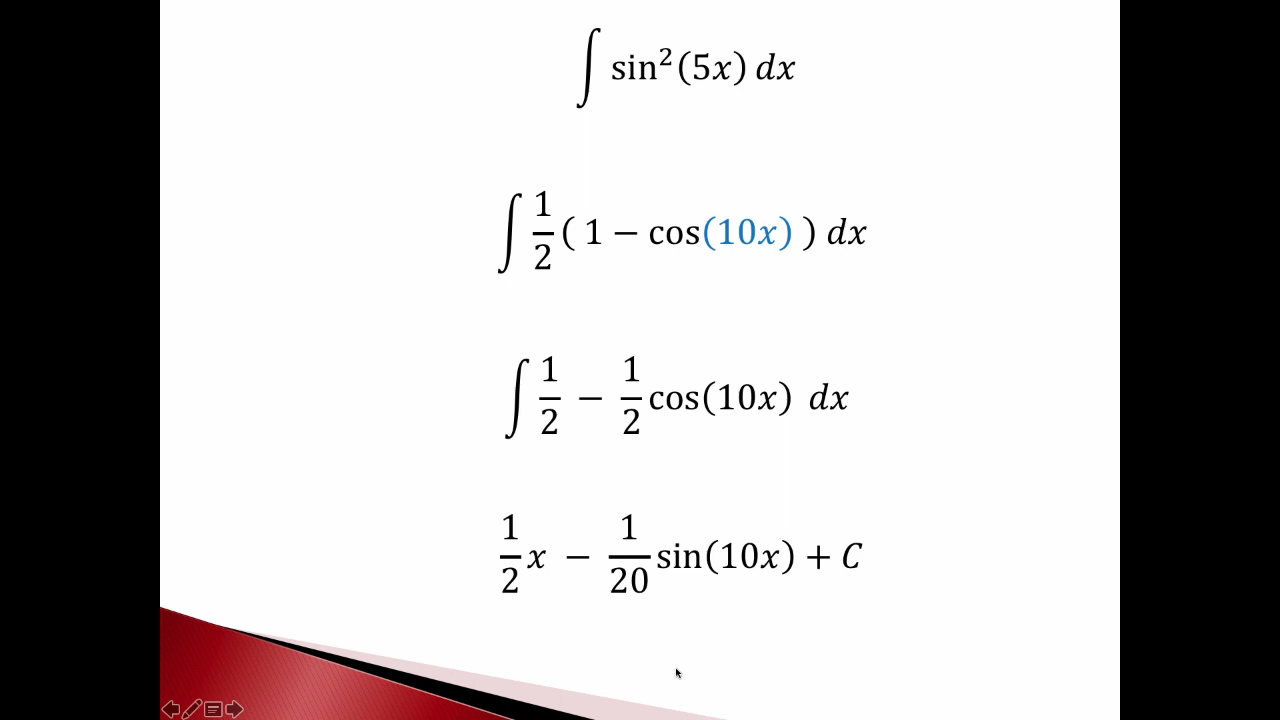 ∫ sin²(5x) dx
∫ 1/2 ( 1 − cos(10x) ) dx
∫ 1/2 − 1/2 cos(10x) dx
1/2 x − 1/20 sin(10x) + C